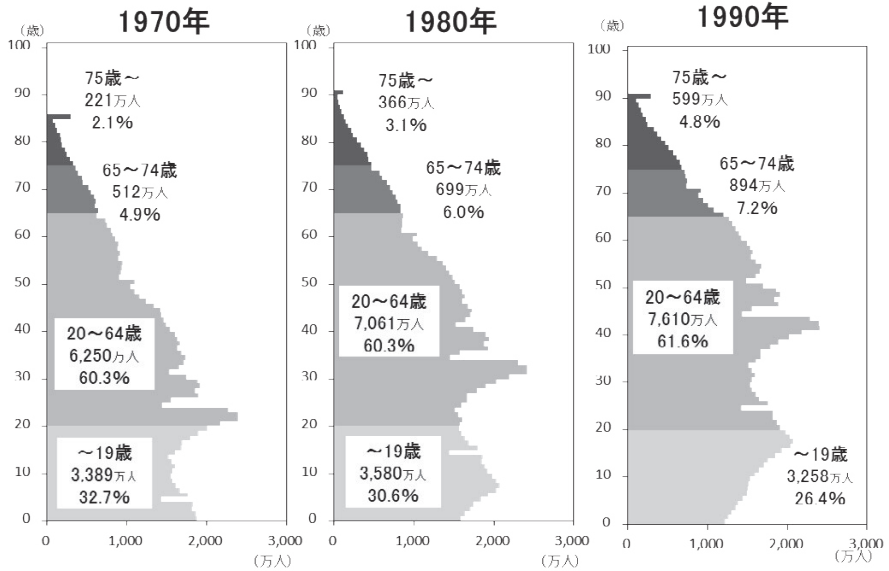 1970年
(歳)
100
90
80
70
60
50
40
30
20
10
0
75歳～
221万人
2.1%
65～74歳
512万人
4.9%
20～64歳
6,250万人
60.3%
～19歳
3,389万人
32.7%
0
1,000
2,000
3,000
(万人)
1980年
(歳)
100
90
80
70
60
50
40
30
20
10
0
75歳～
366万人
3.1%
65～74歳
699万人
6.0%
20～64歳
7,061万人
60.3%
～19歳
3,580万人
30.6%
0
1,000
2,000
3,000
(万人)
1990年
(歳)
100
90
80
70
60
50
40
30
20
10
0
75歳～
599万人
4.8%
65～74歳
894万人
7.2%
20～64歳
7,610万人
61.6%
～19歳
3,258万人
26.4%
0
1,000
2,000
3,000
(万人)